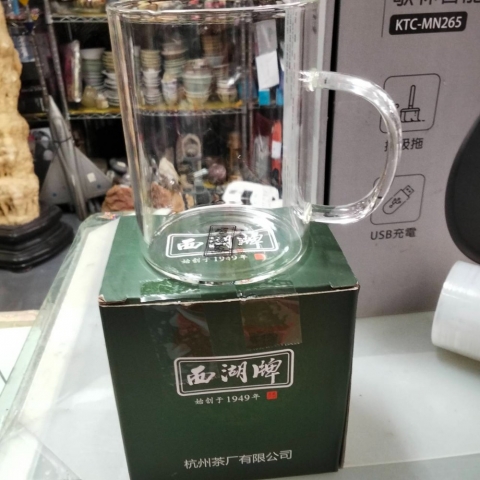 KTC-MN265
USB充電
西湖牌
始创于1949年
西湖牌
始创于1949年
杭州茶厂有限公司